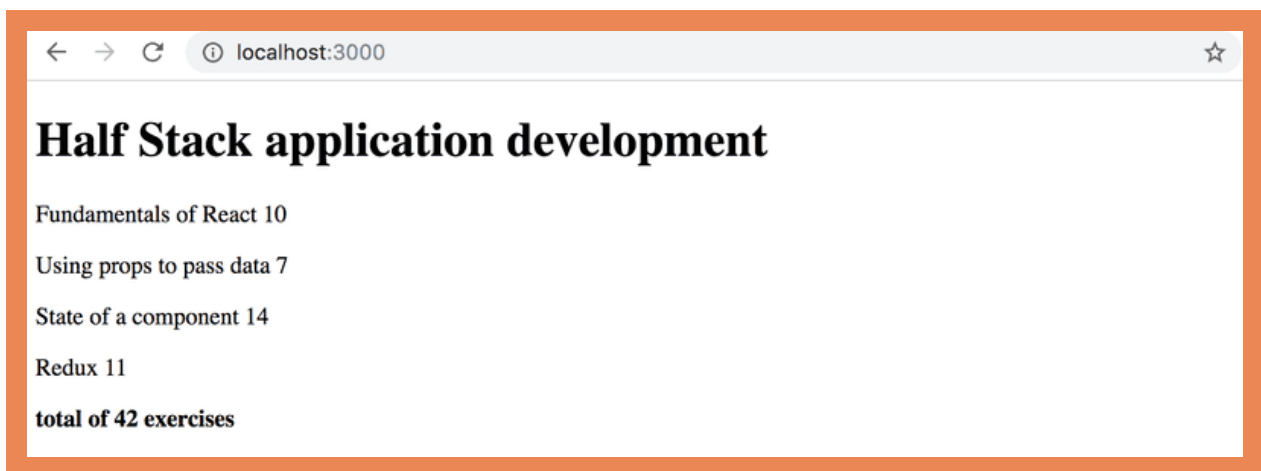 localhost:3000
Half Stack application development
Fundamentals of React 10
Using props to pass data 7
State of a component 14
Redux 11
total of 42 exercises